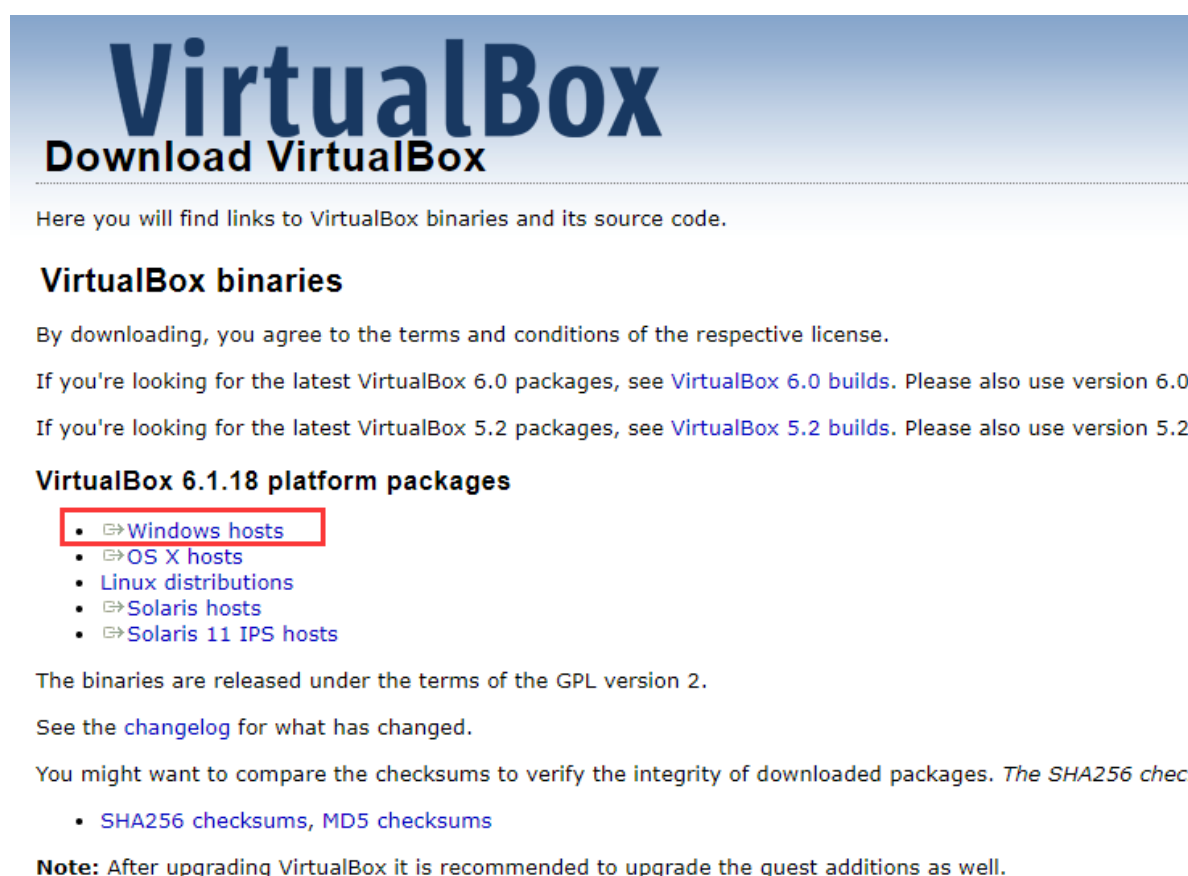 VirtualBox
Download VirtualBox
Here you will find links to VirtualBox binaries and its source code.
VirtualBox binaries
By downloading, you agree to the terms and conditions of the respective license.
If you're looking for the latest VirtualBox 6.0 packages, see VirtualBox 6.0 builds. Please also use version 6.0
If you're looking for the latest VirtualBox 5.2 packages, see VirtualBox 5.2 builds. Please also use version 5.2
VirtualBox 6.1.18 platform packages
• Windows hosts
• OS X hosts
• Linux distributions
• Solaris hosts
• Solaris 11 IPS hosts
The binaries are released under the terms of the GPL version 2.
See the changelog for what has changed.
You might want to compare the checksums to verify the integrity of downloaded packages. The SHA256 chec
• SHA256 checksums, MD5 checksums
Note: After upgrading VirtualBox it is recommended to upgrade the guest additions as well.